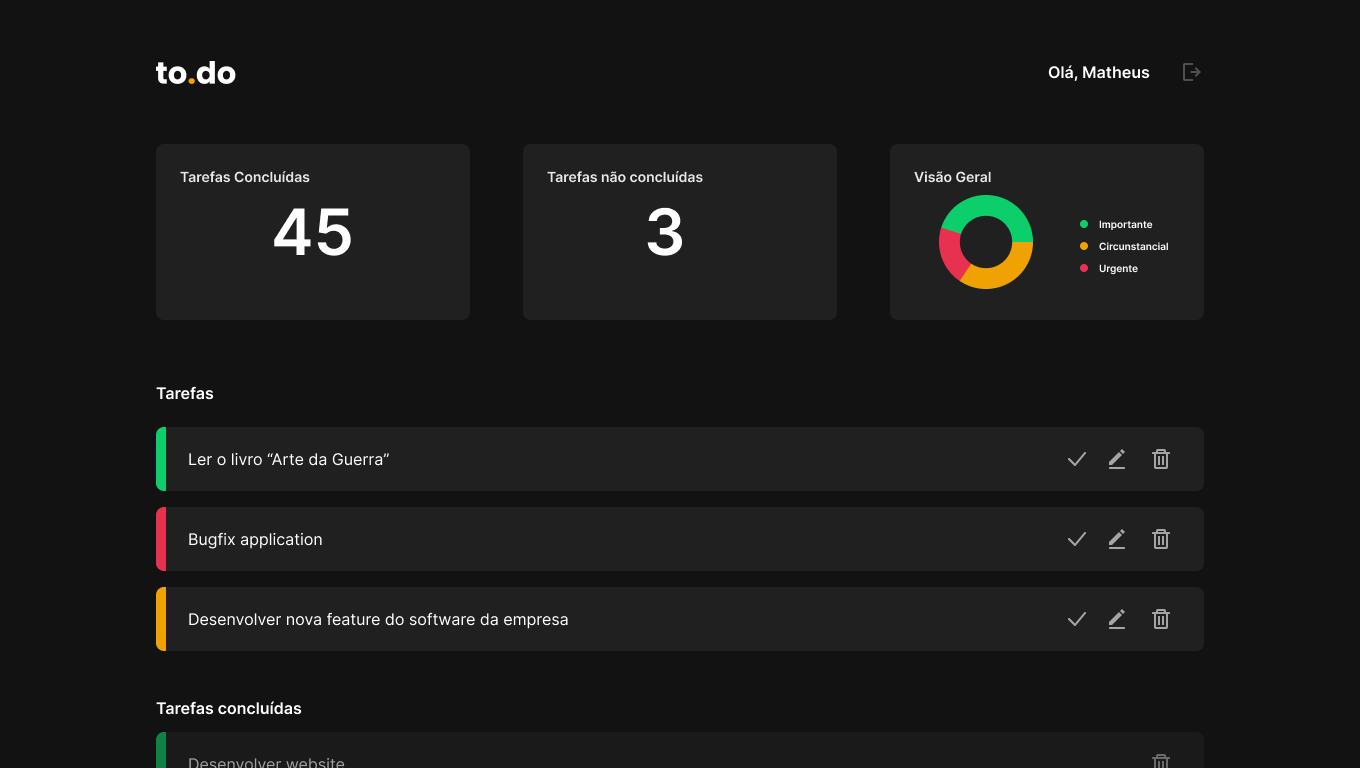 to.do
Olá, Matheus
Tarefas Concluídas
45
Tarefas não concluídas
3
Visão Geral
Importante
Circunstancial
Urgente
Tarefas
Ler o livro “Arte da Guerra”
Bugfix application
Desenvolver nova feature do software da empresa
Tarefas concluídas
Desenvolver website